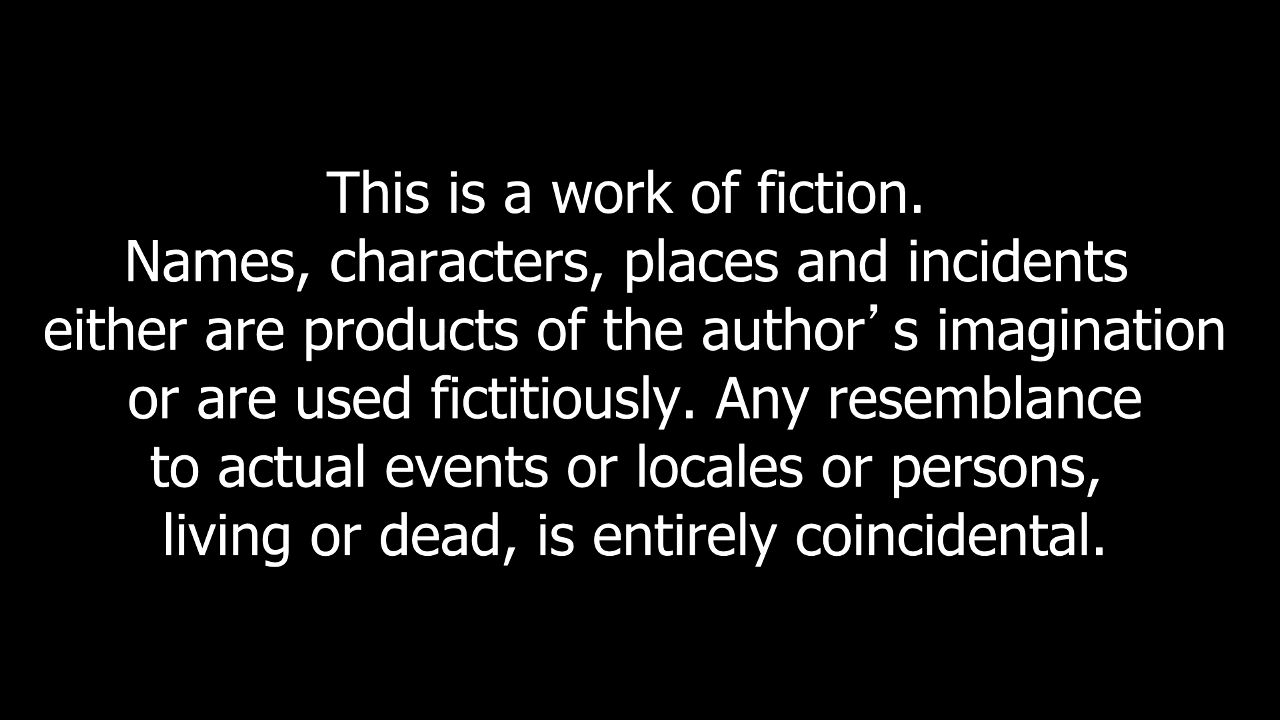 This is a work of fiction.
Names, characters, places and incidents
either are products of the author’s imagination
or are used fictitiously. Any resemblance
to actual events or locales or persons,
living or dead, is entirely coincidental.